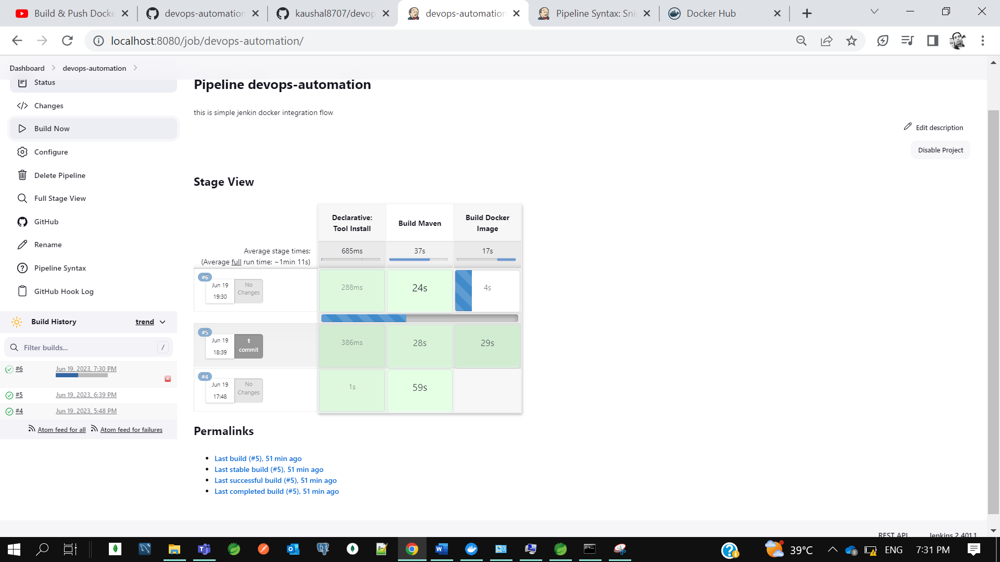 Build & Push Docke
devops-automation
kaushal8707/devop
devops-automation
Pipeline Syntax: Sni
Docker Hub
localhost:8080/job/devops-automation/
Dashboard
devops-automation
Status
Changes
Build Now
Configure
Delete Pipeline
Full Stage View
GitHub
Rename
Pipeline Syntax
GitHub Hook Log
Build History
trend
Filter builds...
/
#6
Jun 19, 2023, 7:30 PM
#5
Jun 19, 2023, 6:39 PM
#4
Jun 19, 2023, 5:48 PM
Atom feed for all
Atom feed for failures
Pipeline devops-automation
this is simple jenkin docker integration flow
Edit description
Disable Project
Stage View
Declarative:
Tool Install
Build Maven
Build Docker
Image
Average stage times:
(Average full run time: ~1min 11s)
685ms
37s
17s
#6
Jun 19
19:30
No
Changes
288ms
24s
4s
#5
Jun 19
18:39
1
commit
386ms
28s
29s
#4
Jun 19
17:48
No
Changes
1s
59s
Permalinks
Last build (#5), 51 min ago
Last stable build (#5), 51 min ago
Last successful build (#5), 51 min ago
Last completed build (#5), 51 min ago
REST API
Jenkins 2.401.1
39°C
ENG
7:31 PM